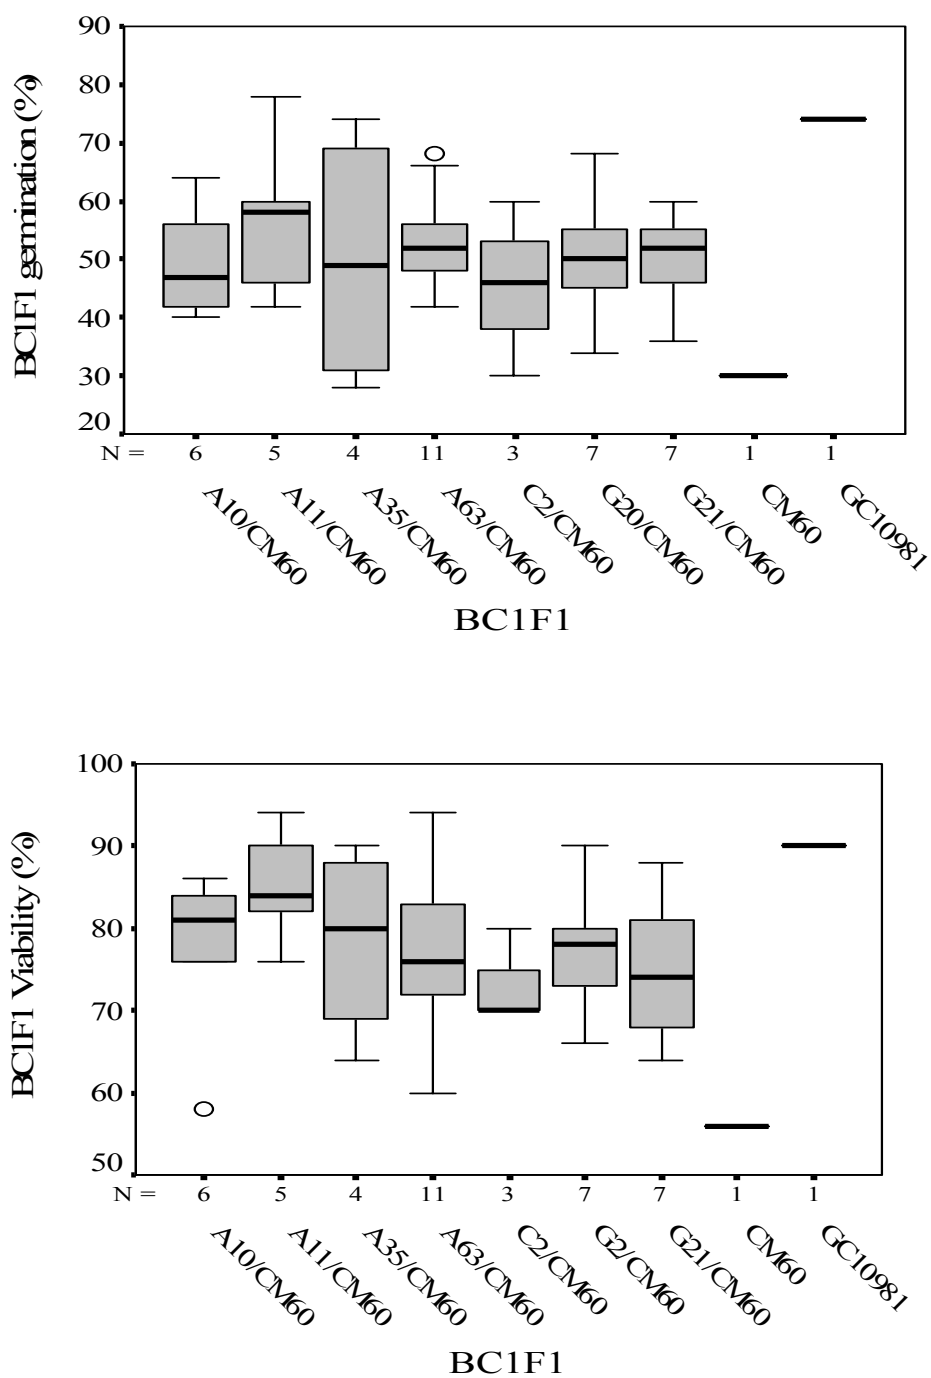 90
80
70
60
50
40
30
20
BC1F1 germination (%)
N = 6 5 4 11 3 7 7 1 1
A10/CM60
A11/CM60
A35/CM60
A63/CM60
C2/CM60
G20/CM60
G21/CM60
CM60
GC10981
BC1F1
100
90
80
70
60
50
BC1F1 Viability (%)
N = 6 5 4 11 3 7 7 1 1
A10/CM60
A11/CM60
A35/CM60
A63/CM60
C2/CM60
G2/CM60
G21/CM60
CM60
GC10981
BC1F1